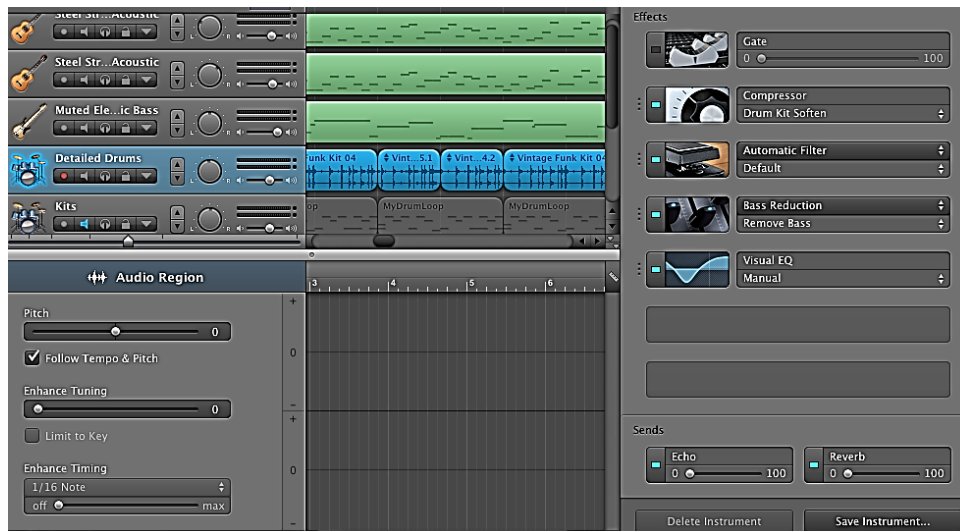 Steel Str...Acoustic
L R
Steel Str...Acoustic
L R
Muted Ele...ic Bass
L R
Detailed Drums
L R
unk Kit 04
Vint...5.1
Vint...4.2
Vintage Funk Kit 04
Kits
L R
op
MyDrumLoop
MyDrumLoop
Audio Region
3 4 5 6
Pitch
0
Follow Tempo & Pitch
Enhance Tuning
0
Limit to Key
Enhance Timing
1/16 Note
off max
+
0
-
+
0
-
Effects
Gate
0 100
Compressor
Drum Kit Soften
Automatic Filter
Default
Bass Reduction
Remove Bass
Visual EQ
Manual
Sends
Echo
0 100
Reverb
0 100
Delete Instrument
Save Instrument...